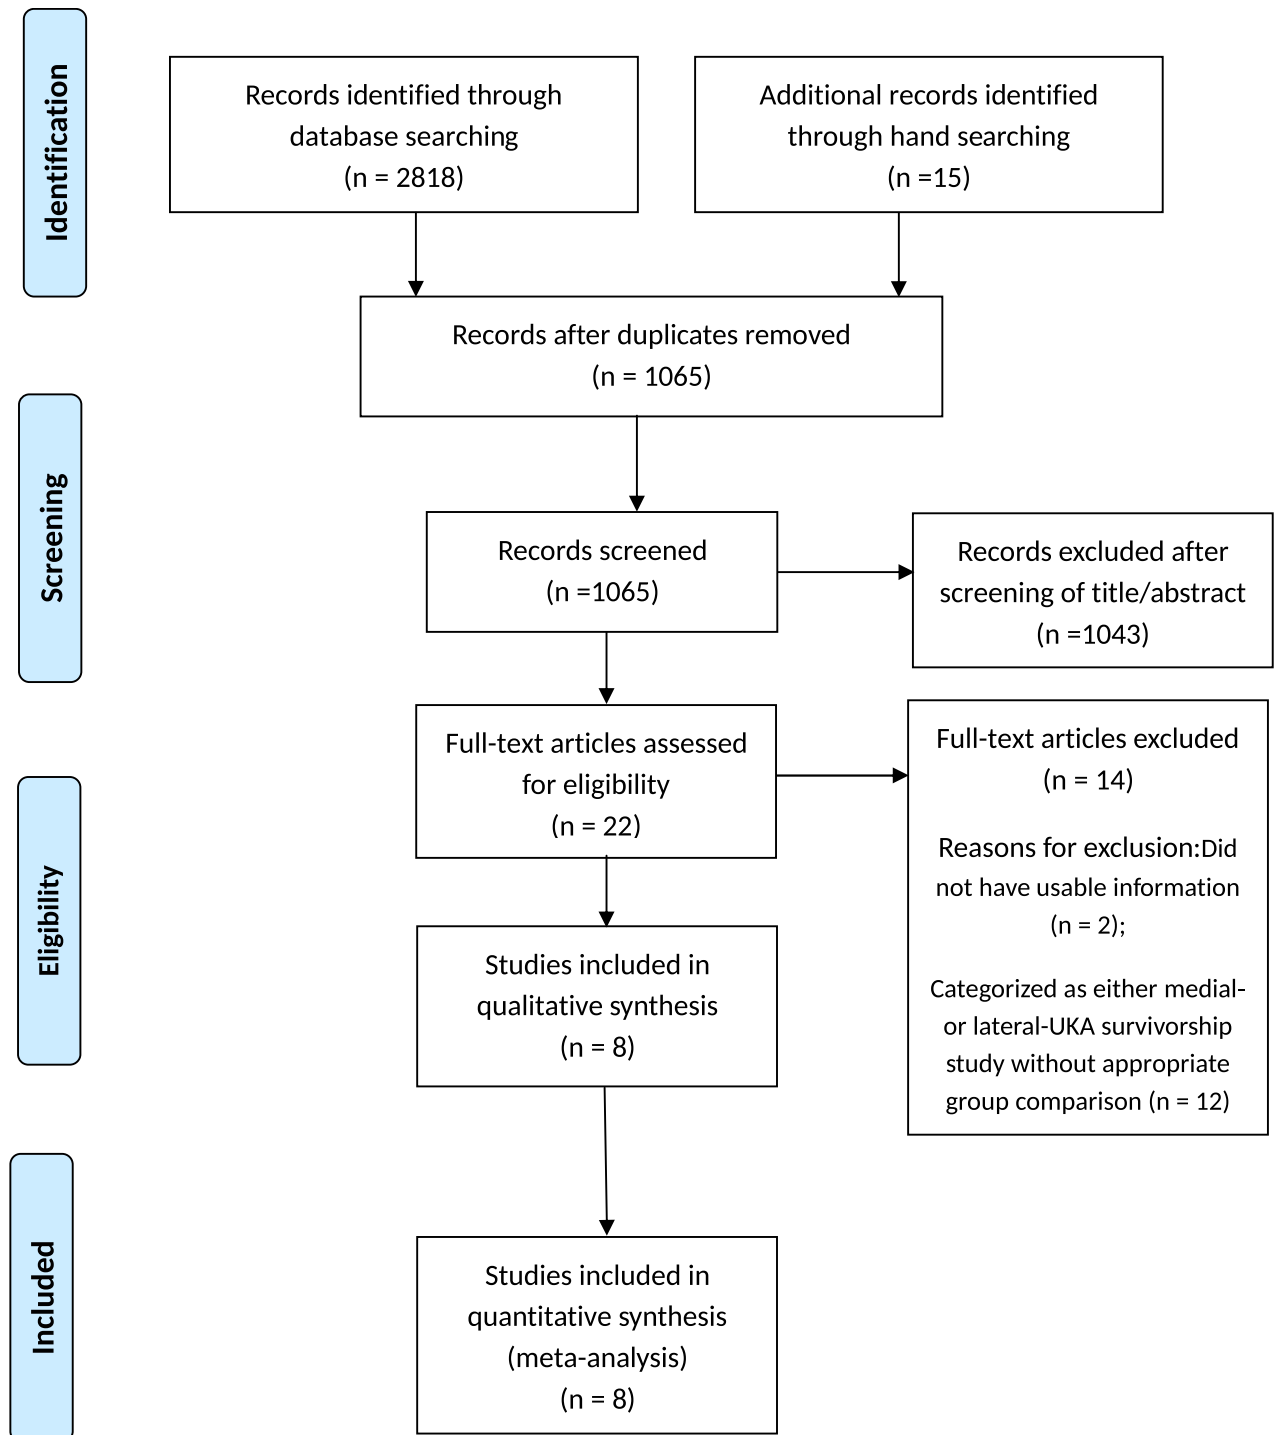 Identification
Records identified through
database searching
(n = 2818)
Additional records identified
through hand searching
(n =15)
Records after duplicates removed
(n = 1065)
Screening
Records screened
(n =1065)
Records excluded after
screening of title/abstract
(n =1043)
Eligibility
Full-text articles assessed
for eligibility
(n = 22)
Full-text articles excluded
(n = 14)
Reasons for exclusion:Did
not have usable information
(n = 2);
Categorized as either medial-
or lateral-UKA survivorship
study without appropriate
group comparison (n = 12)
Studies included in
qualitative synthesis
(n = 8)
Included
Studies included in
quantitative synthesis
(meta-analysis)
(n = 8)